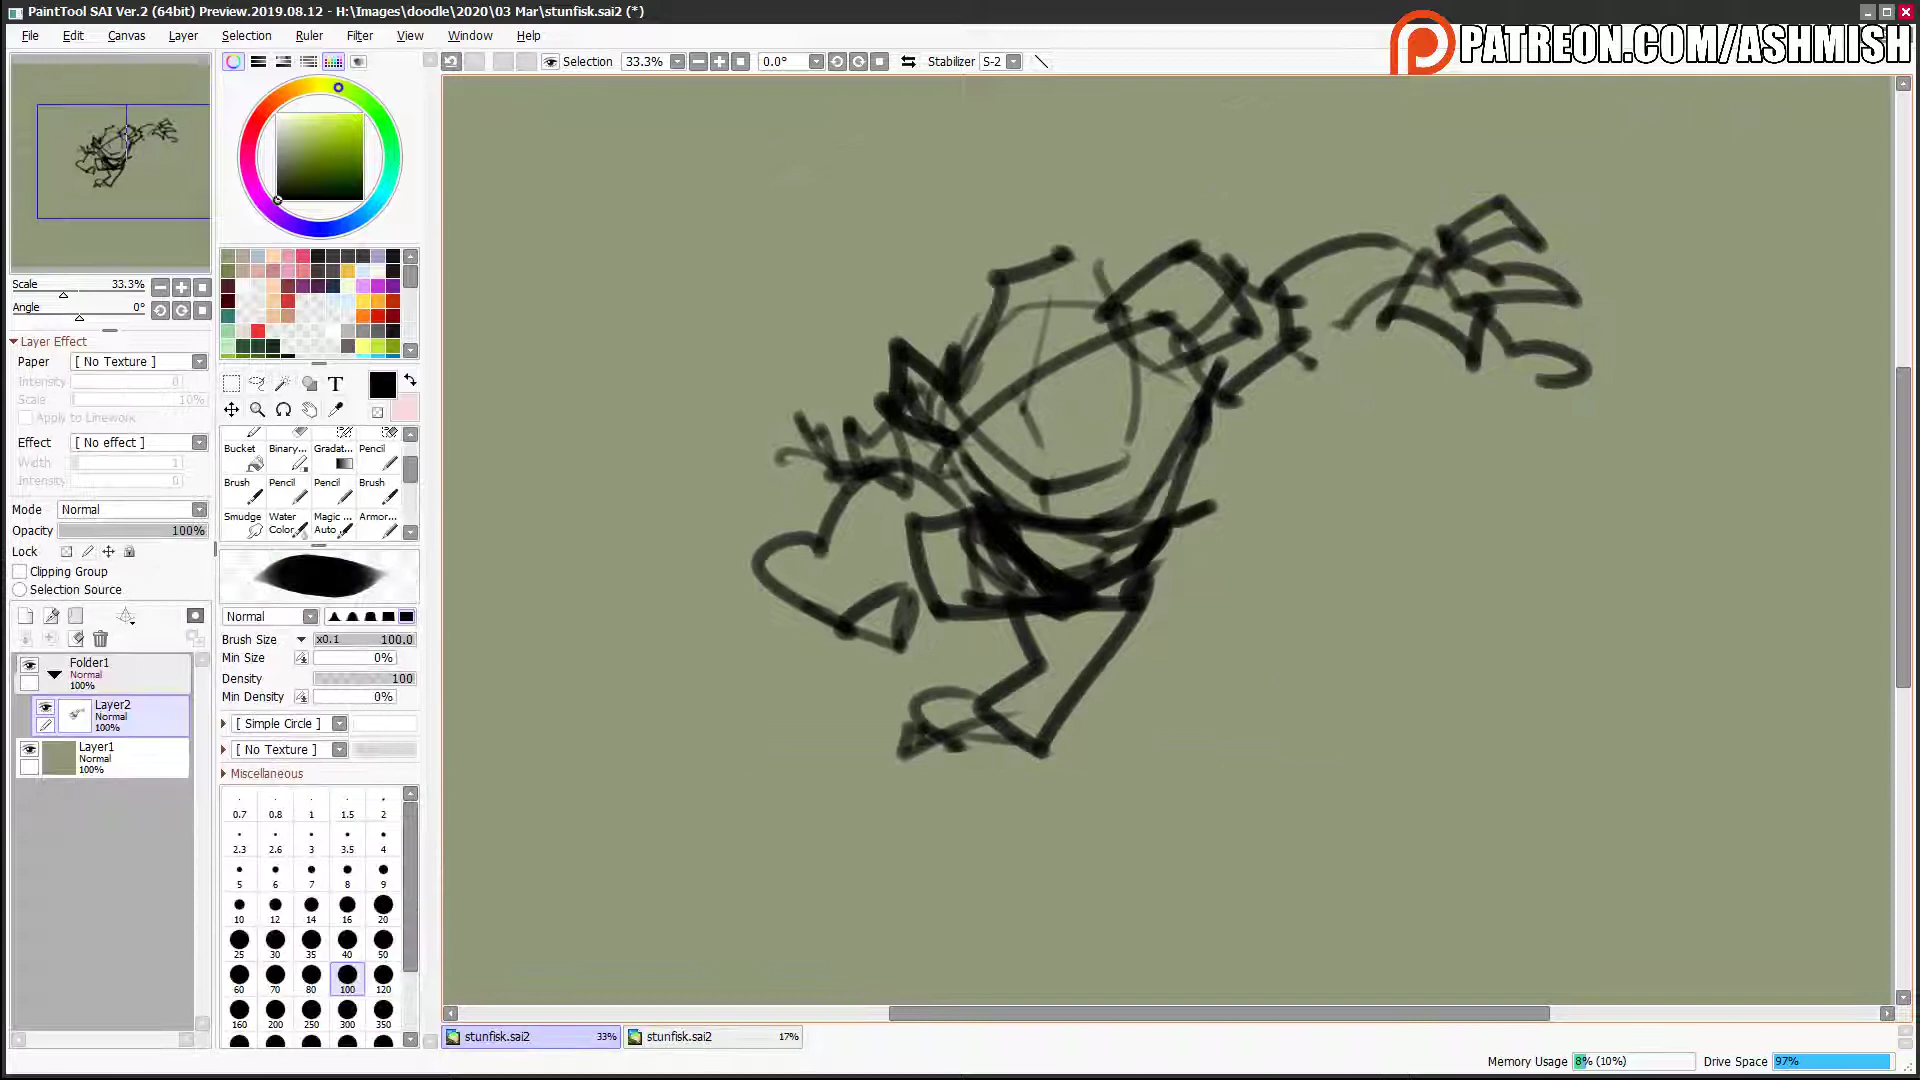 PaintTool SAI Ver.2 (64bit) Preview.2019.08.12 - H:\Images\doodle\2020\03 Mar\stunfisk.sai2 (*)
PATREON.COM/ASHMISH
File Edit Canvas Layer Selection Ruler Filter View Window Help
Selection 33.3% 0.0° Stabilizer S-2
Scale 33.3%
Angle 0°
Layer Effect
Paper [ No Texture ]
Intensity 0
Scale 10%
Apply to Linework
Effect [ No effect ]
Width 1
Intensity 0
Mode Normal
Opacity 100%
Lock
Clipping Group
Selection Source
Folder1
Normal
100%
Layer2
Normal
100%
Layer1
Normal
100%
T
Bucket Binary... Gradat... Pencil
Brush Pencil Pencil Brush
Smudge Water Color... Magic ... Auto ... Armor...
Normal
Brush Size x0.1 100.0
Min Size 0%
Density 100
Min Density 0%
[ Simple Circle ]
[ No Texture ]
Miscellaneous
0.7 0.8 1 1.5 2
2.3 2.6 3 3.5 4
5 6 7 8 9
10 12 14 16 20
25 30 35 40 50
60 70 80 100 120
160 200 250 300 350
stunfisk.sai2 33% stunfisk.sai2 17%
Memory Usage 8% (10%) Drive Space 97%